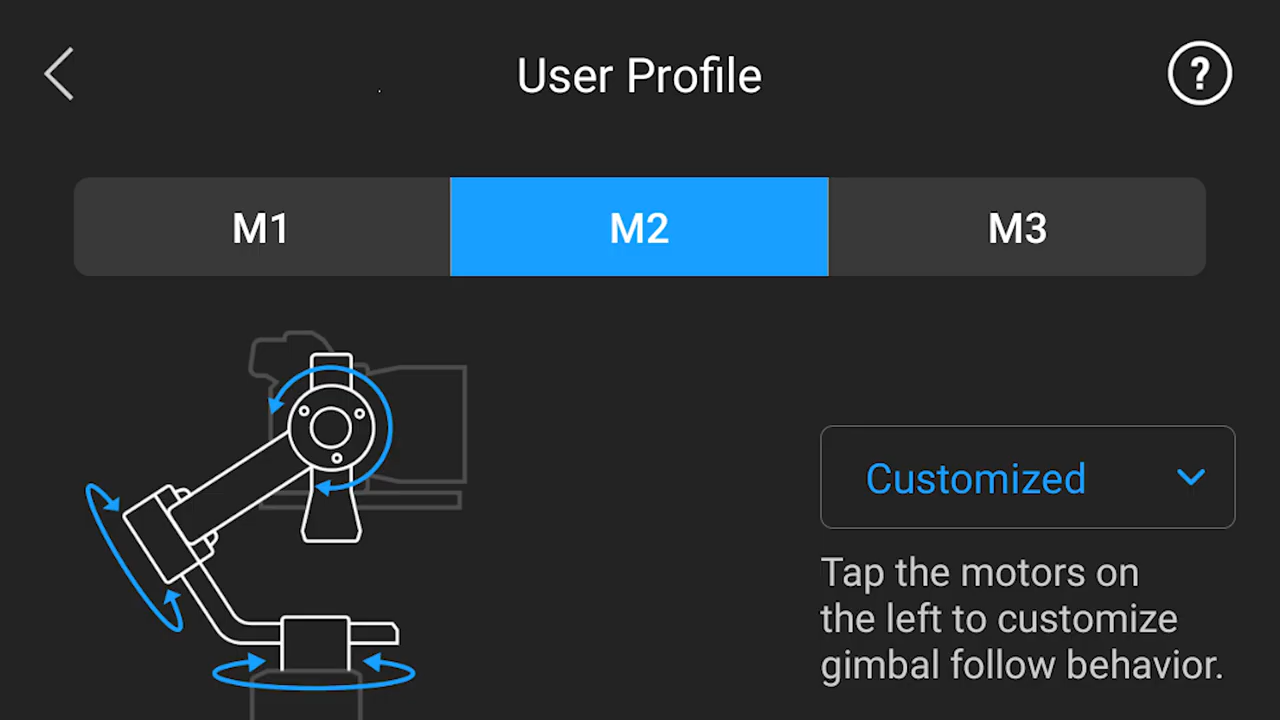 User Profile
?
M1
M2
M3
Customized
Tap the motors on
the left to customize
gimbal follow behavior.